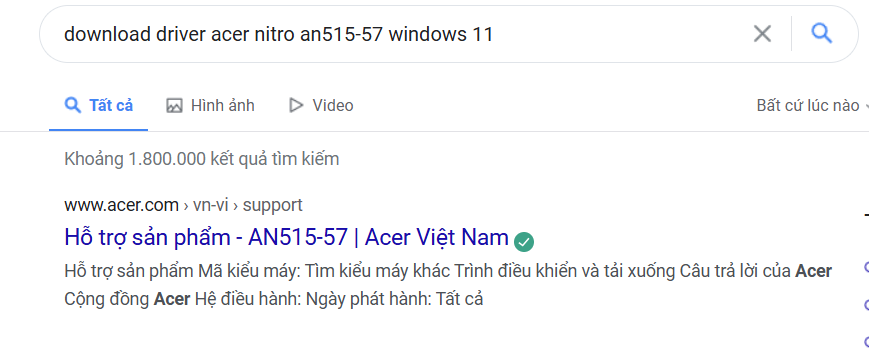 download driver acer nitro an515-57 windows 11
Tất cả
Hình ảnh
Video
Bất cứ lúc nào
Khoảng 1.800.000 kết quả tìm kiếm
www.acer.com › vn-vi › support
Hỗ trợ sản phẩm - AN515-57 | Acer Việt Nam
Hỗ trợ sản phẩm Mã kiểu máy: Tìm kiểu máy khác Trình điều khiển và tải xuống Câu trả lời của Acer
Cộng đồng Acer Hệ điều hành: Ngày phát hành: Tất cả